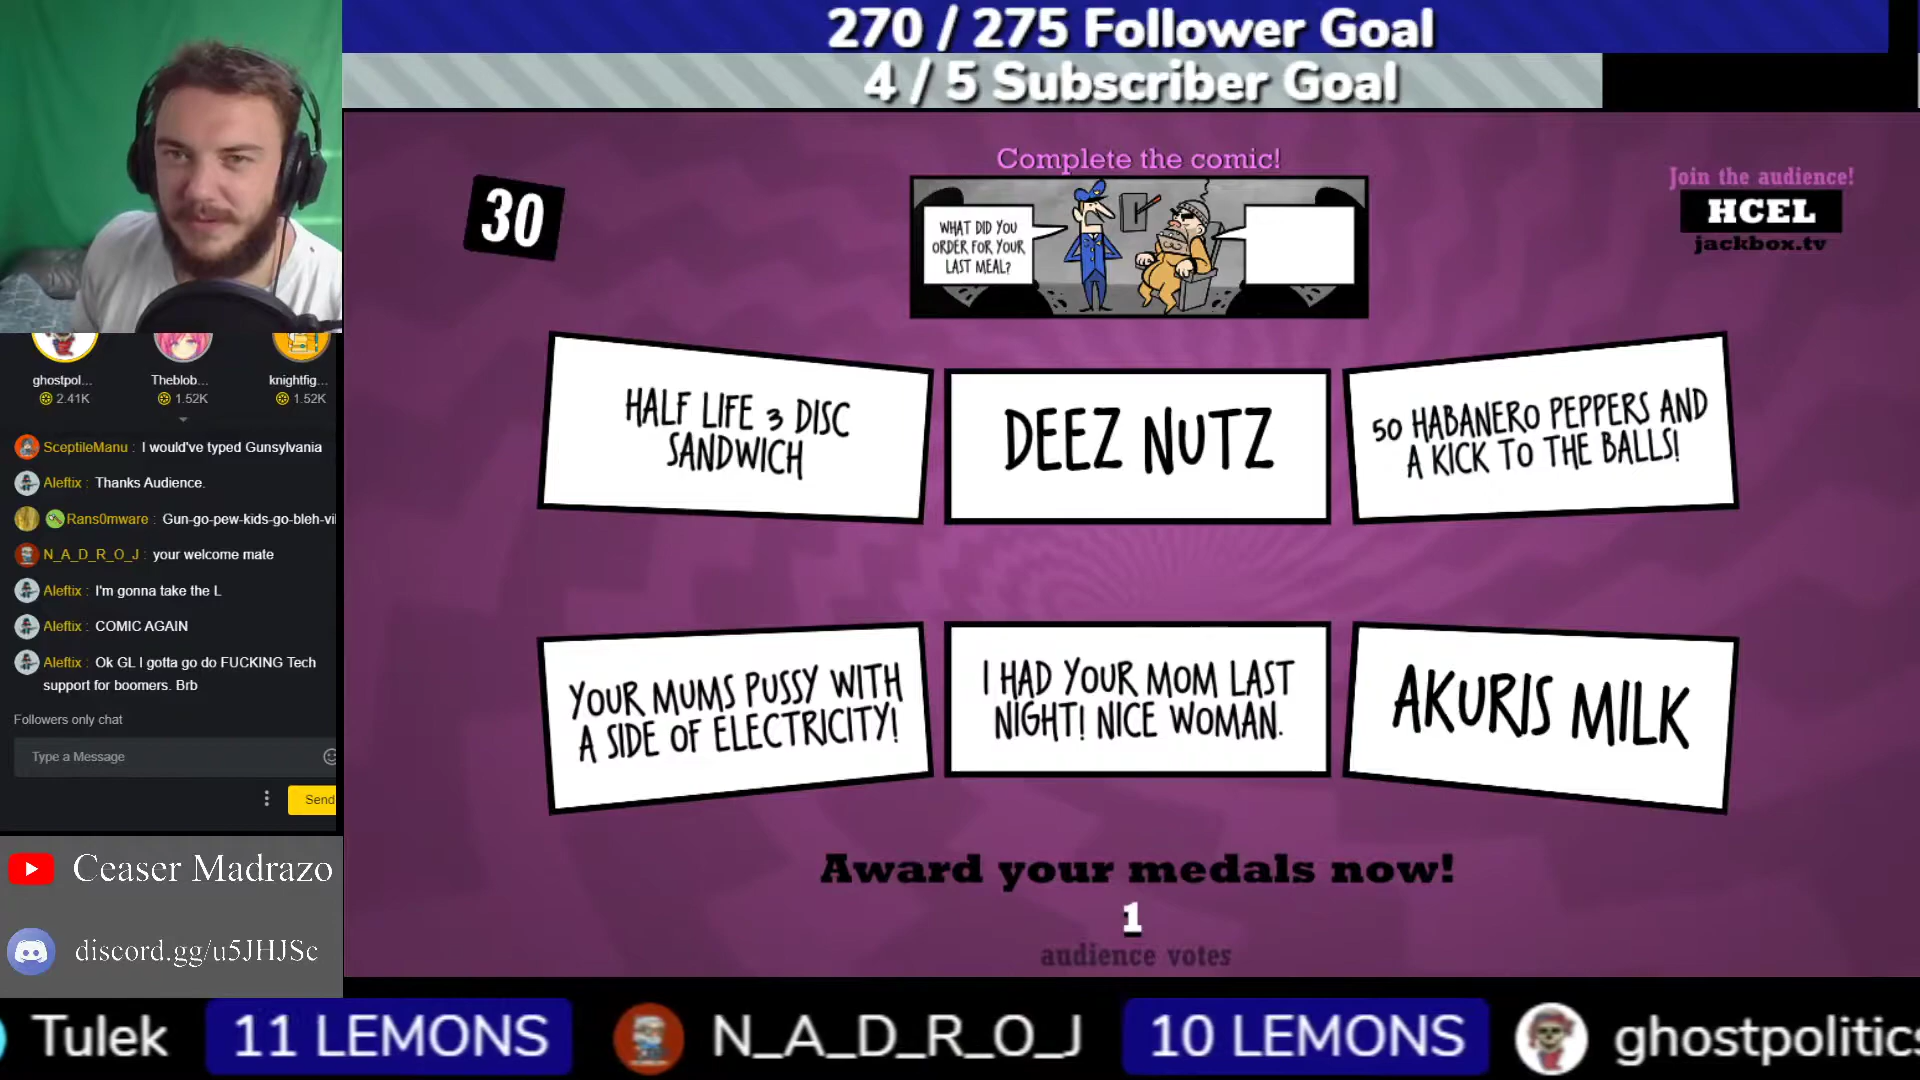 270 / 275 Follower Goal
4 / 5 Subscriber Goal
Complete the comic!
30
WHAT DID YOU
ORDER FOR YOUR
LAST MEAL?
Join the audience!
HCEL
jackbox.tv
HALF LIFE 3 DISC
SANDWICH
DEEZ NUTZ
50 HABANERO PEPPERS AND
A KICK TO THE BALLS!
YOUR MUMS PUSSY WITH
A SIDE OF ELECTRICITY!
I HAD YOUR MOM LAST
NIGHT! NICE WOMAN.
AKURIS MILK
Award your medals now!
1
audience votes
ghostpol...
2.41K
Theblob...
1.52K
knightfig...
1.52K
SceptileManu : I would've typed Gunsylvania
Aleftix : Thanks Audience.
Rans0mware : Gun-go-pew-kids-go-bleh-vil
N_A_D_R_O_J : your welcome mate
Aleftix : I'm gonna take the L
Aleftix : COMIC AGAIN
Aleftix : Ok GL I gotta go do FUCKING Tech
support for boomers. Brb
Followers only chat
Type a Message
Send
Ceaser Madrazo
discord.gg/u5JHJSc
Tulek 11 LEMONS N_A_D_R_O_J 10 LEMONS ghostpolitics